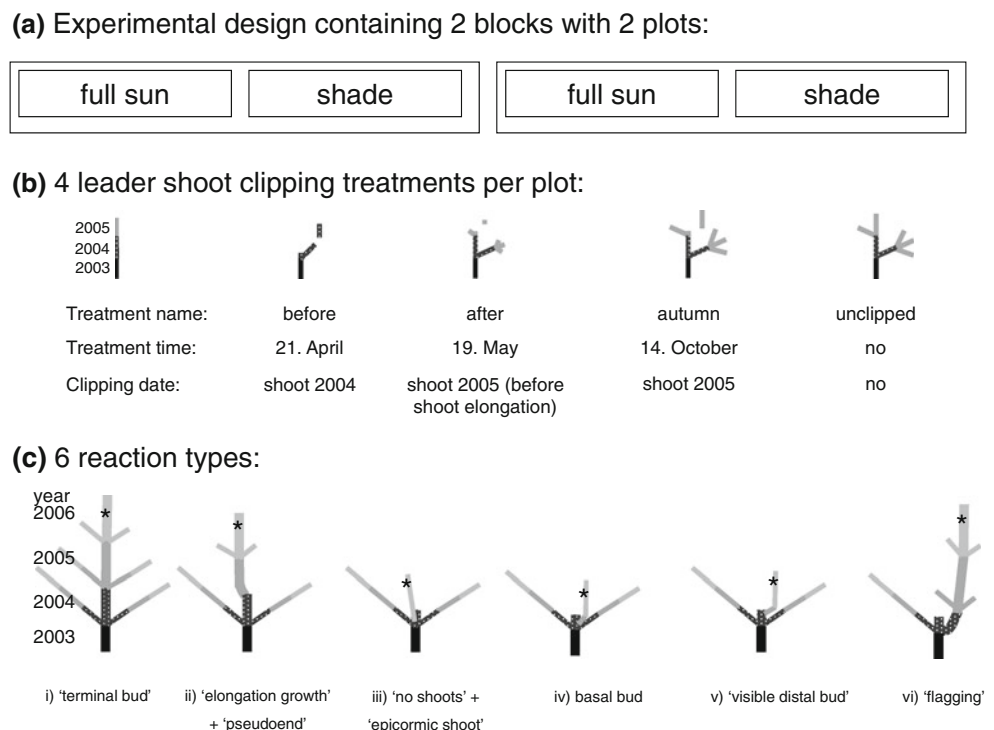 (a) Experimental design containing 2 blocks with 2 plots:
full sun shade full sun shade
(b) 4 leader shoot clipping treatments per plot:
2005
2004
2003
Treatment name: before after autumn unclipped
Treatment time: 21. April 19. May 14. October no
Clipping date: shoot 2004 shoot 2005 (before shoot 2005 no
shoot elongation)
(c) 6 reaction types:
year
2006
* * * * * *
2005
2004
2003
i) ‘terminal bud’ ii) ‘elongation growth’ iii) ‘no shoots’ + iv) basal bud v) ‘visible distal bud’ vi) ‘flagging’
+ ‘pseudoend’ ‘epicormic shoot’